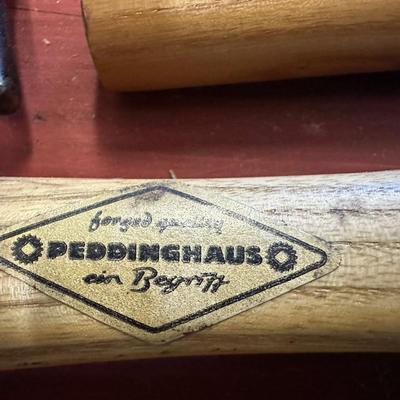 forged quality
PEDDINGHAUS
ein Begriff